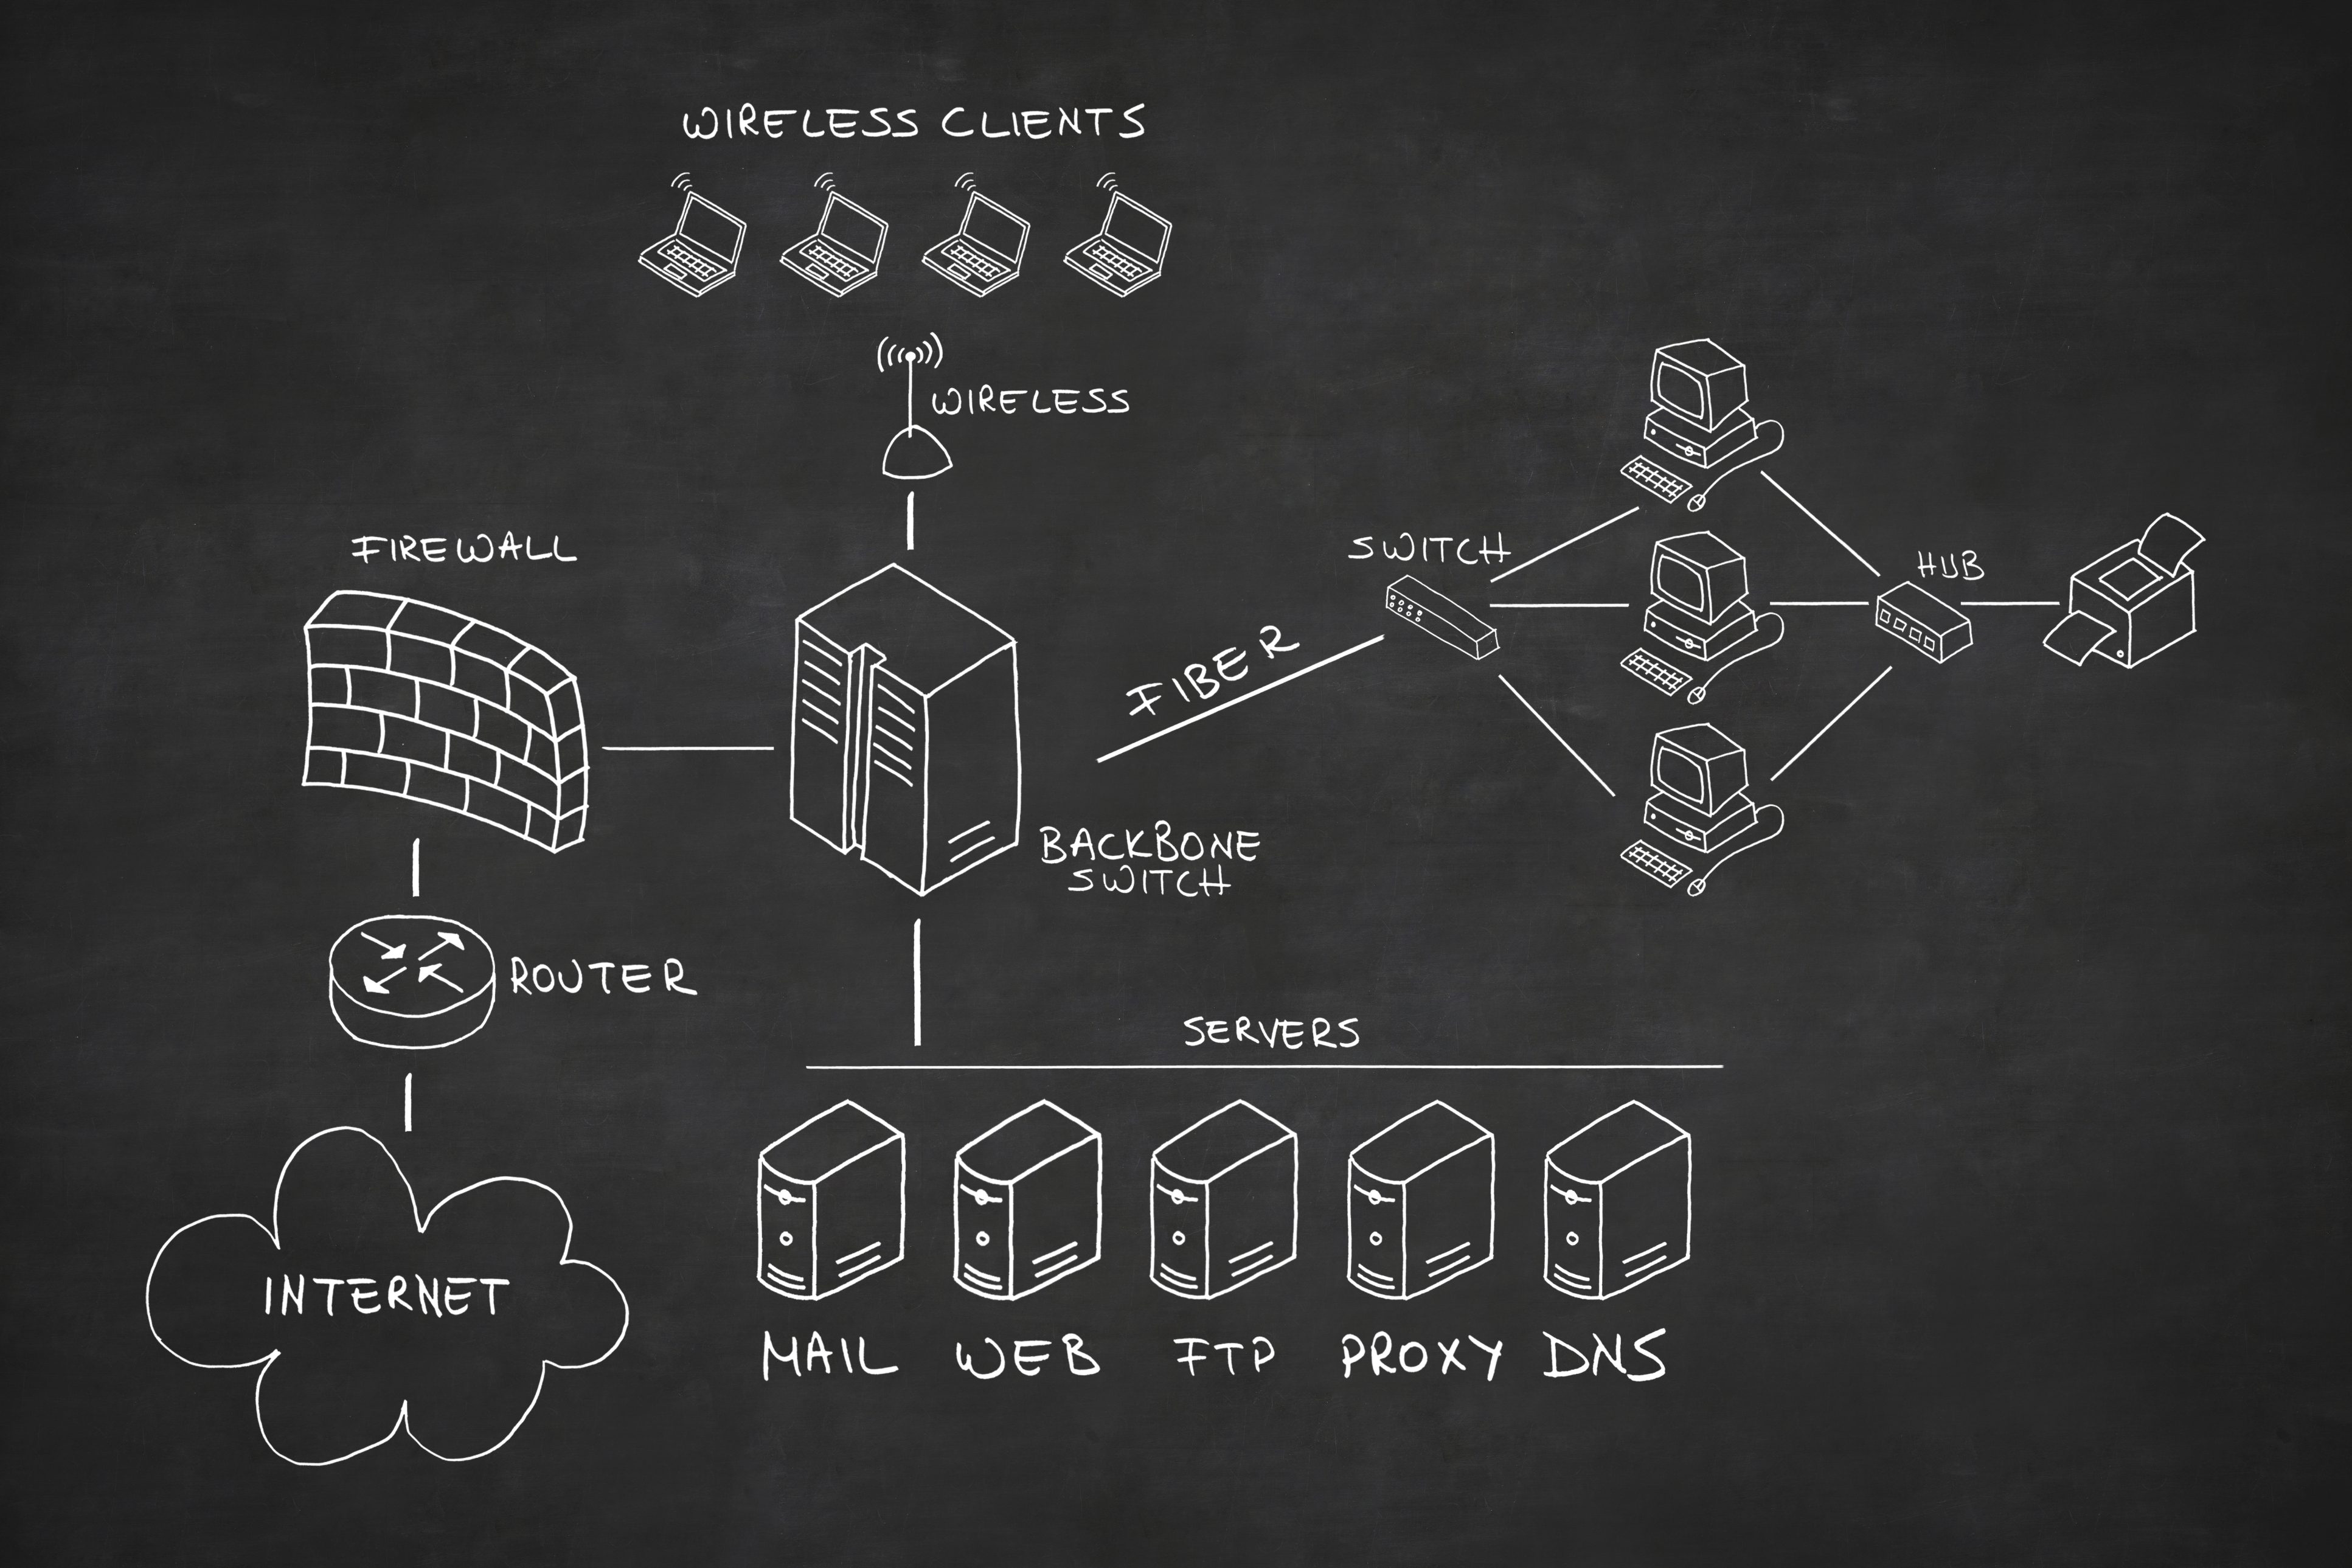 WIRELESS CLIENTS
WIRELESS
FIREWALL
SWITCH
HUB
FIBER
BACKBONE
SWITCH
ROUTER
SERVERS
INTERNET
MAIL
WEB
FTP
PROXY
DNS